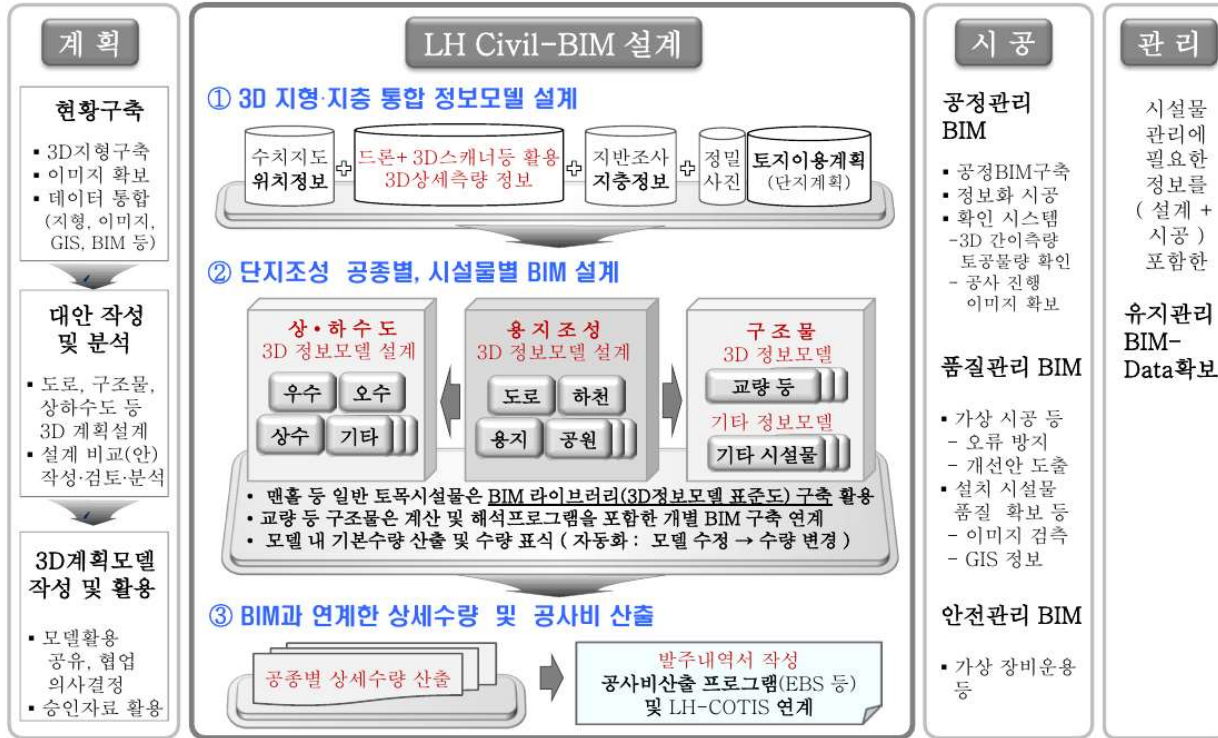 계 획
현황구축
▪ 3D지형구축
▪ 이미지 확보
▪ 데이터 통합
(지형, 이미지,
GIS, BIM 등)
대안 작성
및 분석
▪ 도로, 구조물,
상하수도 등
3D 계획설계
▪ 설계 비교(안)
작성·검토·분석
3D계획모델
작성 및 활용
▪ 모델활용
공유, 협업
의사결정
▪ 승인자료 활용
LH Civil-BIM 설계
① 3D 지형·지층 통합 정보모델 설계
수치지도
위치정보
드론+ 3D스캐너등 활용
3D상세측량 정보
지반조사
지층정보
정밀
사진
토지이용계획
(단지계획)
② 단지조성 공종별, 시설물별 BIM 설계
상·하수도
3D 정보모델 설계
우수 오수
상수 기타
용지조성
3D 정보모델 설계
도로 하천
용지 공원
구조물
3D 정보모델
교량 등
기타 정보모델
기타 시설물
• 맨홀 등 일반 토목시설물은 BIM 라이브러리(3D정보모델 표준도) 구축 활용
• 교량 등 구조물은 계산 및 해석프로그램을 포함한 개별 BIM 구축 연계
• 모델 내 기본수량 산출 및 수량 표식 ( 자동화 : 모델 수정 → 수량 변경 )
③ BIM과 연계한 상세수량 및 공사비 산출
공종별 상세수량 산출
발주내역서 작성
공사비산출 프로그램(EBS 등)
및 LH-COTIS 연계
시 공
공정관리
BIM
▪ 공정BIM구축
▪ 정보화 시공
▪ 확인 시스템
-3D 간이측량
토공물량 확인
- 공사 진행
이미지 확보
품질관리 BIM
▪ 가상 시공 등
- 오류 방지
- 개선안 도출
▪ 설치 시설물
품질 확보 등
- 이미지 검측
- GIS 정보
안전관리 BIM
▪ 가상 장비운용
등
관 리
시설물
관리에
필요한
정보를
( 설계 +
시공 )
포함한
유지관리
BIM-
Data확보